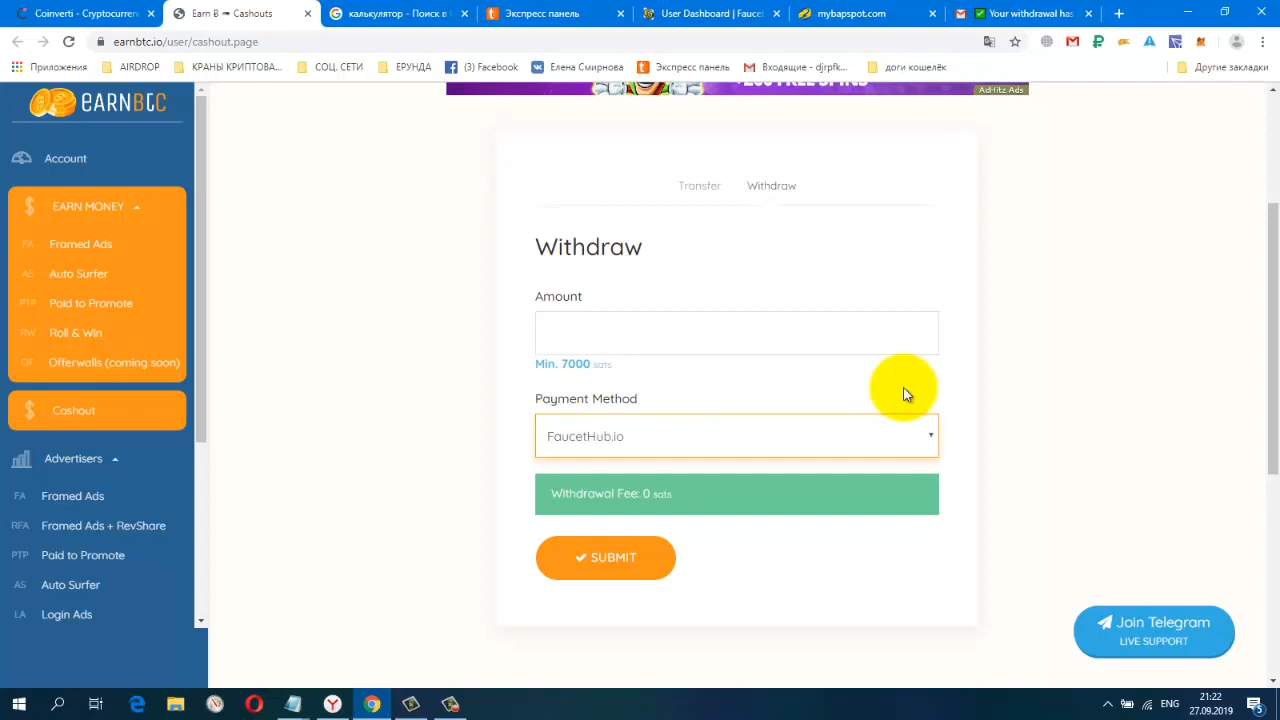 Coinverti - Cryptocurrenc
Earn B ➡ Cashouts
калькулятор - Поиск в
Экспресс панель
User Dashboard | Fauce
mybapspot.com
Your withdrawal has
earnbtc.io/user/cashout.page
Приложения
AIRDROP
КРАНЫ КРИПТОВА...
СОЦ. СЕТИ
ЕРУНДА
(3) Facebook
Елена Смирнова
Экспресс панель
Входящие - djrpfk...
доги кошелёк
Другие закладки
AdHitz Ads
EARNBTC
Account
EARN MONEY
FA Framed Ads
AS Auto Surfer
PTP Paid to Promote
RW Roll & Win
OF Offerwalls (coming soon)
Cashout
Advertisers
FA Framed Ads
RFA Framed Ads + RevShare
PTP Paid to Promote
AS Auto Surfer
LA Login Ads
Transfer Withdraw
Withdraw
Amount
Min. 7000 sats
Payment Method
FaucetHub.io
Withdrawal Fee: 0 sats
SUBMIT
Join Telegram
LIVE SUPPORT
ENG
21:22
27.09.2019